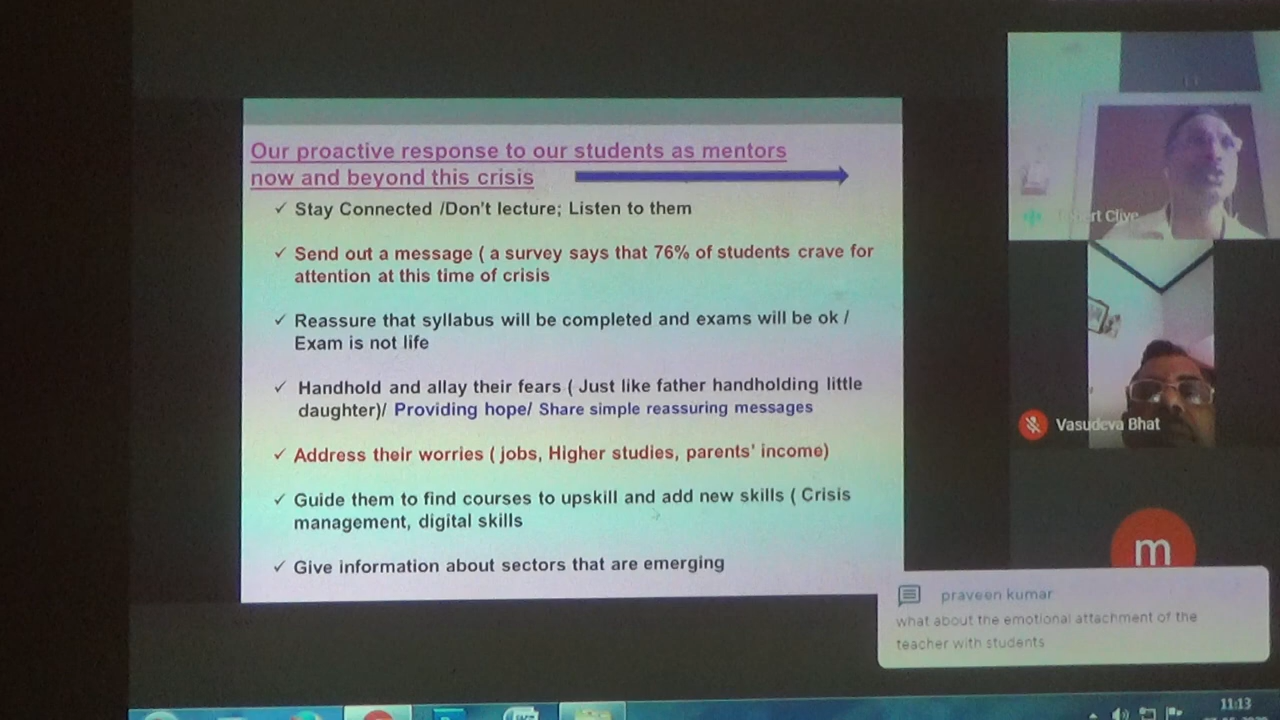 Our proactive response to our students as mentors
now and beyond this crisis
✓ Stay Connected /Don't lecture; Listen to them
✓ Send out a message ( a survey says that 76% of students crave for
attention at this time of crisis
✓ Reassure that syllabus will be completed and exams will be ok /
Exam is not life
✓ Handhold and allay their fears ( Just like father handholding little
daughter)/ Providing hope/ Share simple reassuring messages
✓ Address their worries ( jobs, Higher studies, parents' income)
✓ Guide them to find courses to upskill and add new skills ( Crisis
management, digital skills
✓ Give information about sectors that are emerging
Clive
Vasudeva Bhat
m
praveen kumar
what about the emotional attachment of the
teacher with students
11:13